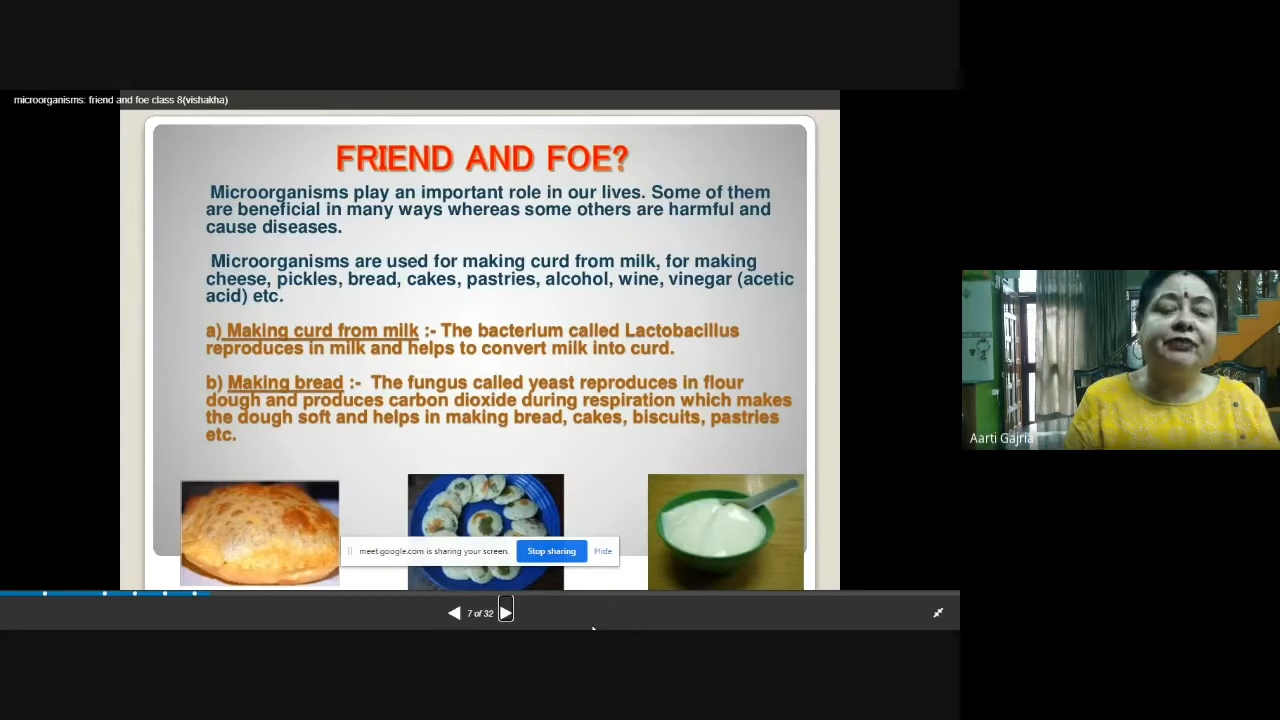 microorganisms: friend and foe class 8(vishakha)
FRIEND AND FOE?
Microorganisms play an important role in our lives. Some of them
are beneficial in many ways whereas some others are harmful and
cause diseases.
Microorganisms are used for making curd from milk, for making
cheese, pickles, bread, cakes, pastries, alcohol, wine, vinegar (acetic
acid) etc.
a) Making curd from milk :- The bacterium called Lactobacillus
reproduces in milk and helps to convert milk into curd.
b) Making bread :- The fungus called yeast reproduces in flour
dough and produces carbon dioxide during respiration which makes
the dough soft and helps in making bread, cakes, biscuits, pastries
etc.
meet.google.com is sharing your screen. Stop sharing Hide
7 of 32
Aarti Gajria